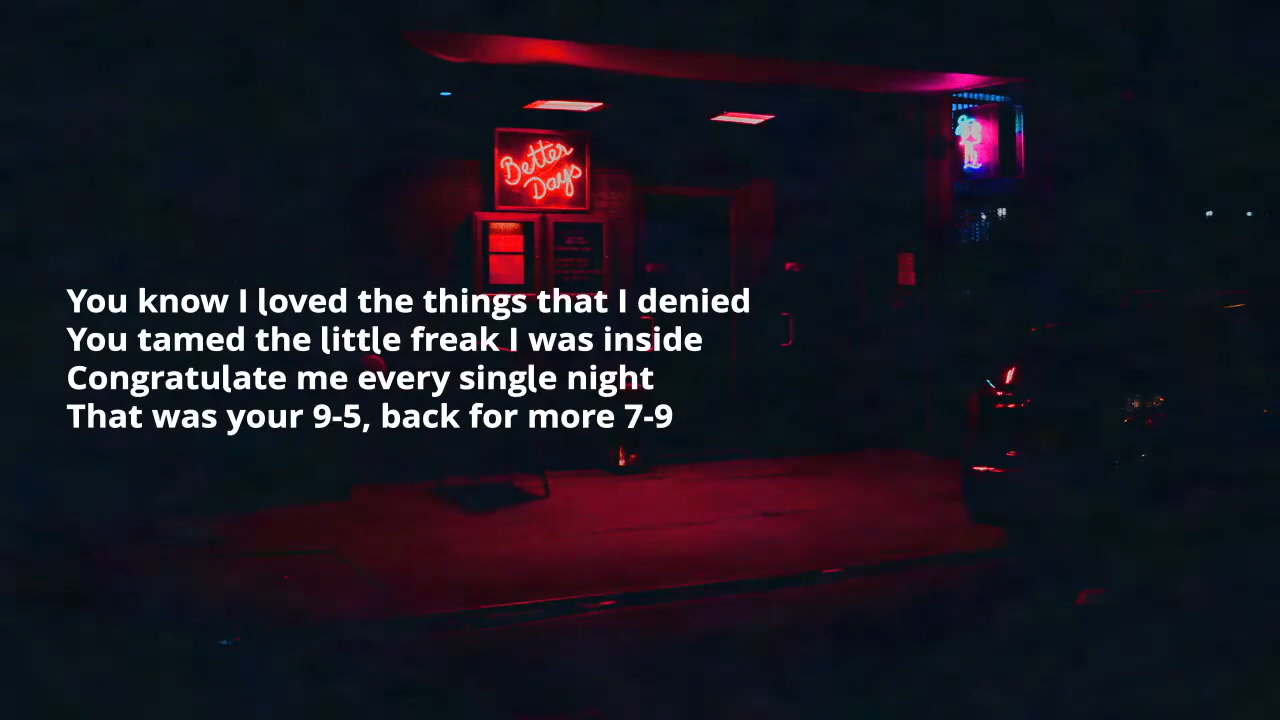 Better
Days
You know I loved the things that I denied
You tamed the little freak I was inside
Congratulate me every single night
That was your 9-5, back for more 7-9